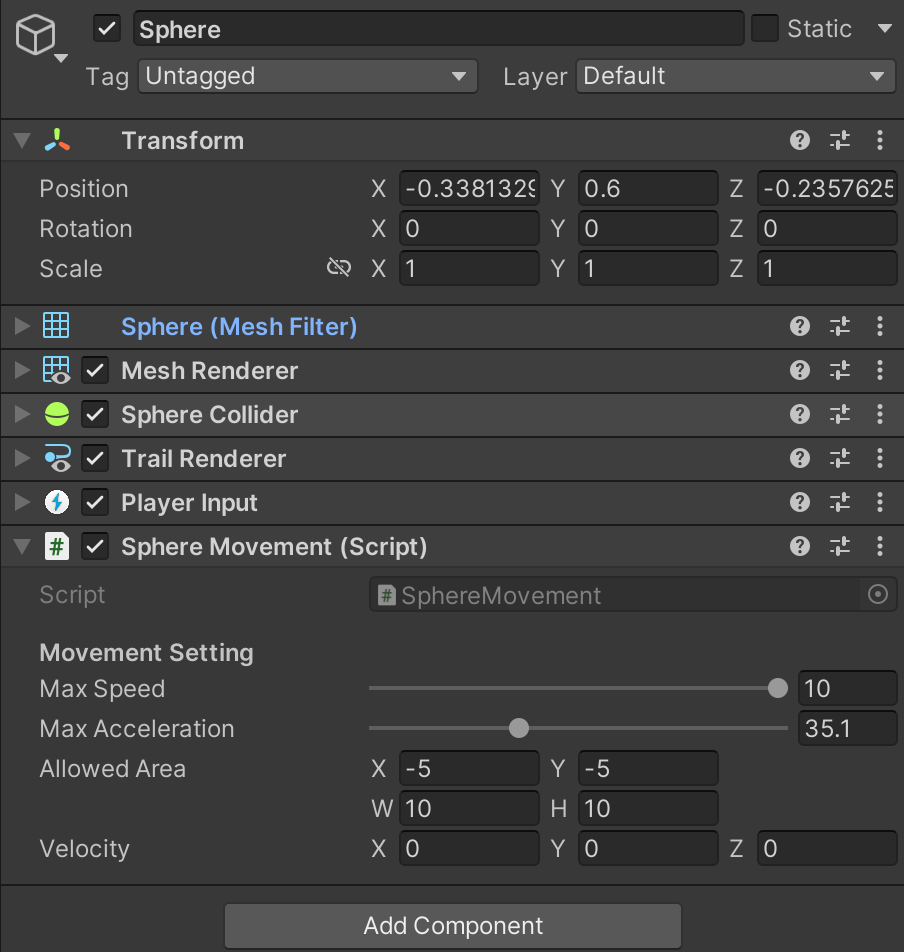 Sphere Static
Tag Untagged Layer Default
Transform
Position X -0.3381329 Y 0.6 Z -0.2357625
Rotation X 0 Y 0 Z 0
Scale X 1 Y 1 Z 1
Sphere (Mesh Filter)
Mesh Renderer
Sphere Collider
Trail Renderer
Player Input
# Sphere Movement (Script)
Script # SphereMovement
Movement Setting
Max Speed 10
Max Acceleration 35.1
Allowed Area X -5 Y -5
W 10 H 10
Velocity X 0 Y 0 Z 0
Add Component